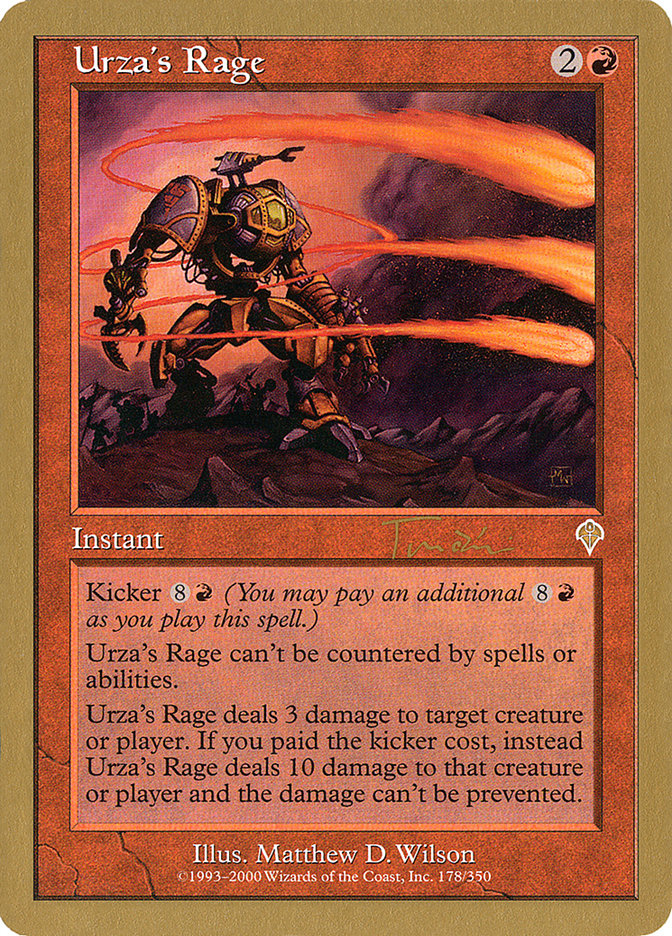 Urza's Rage 2
Instant
Kicker 8 (You may pay an additional 8
as you play this spell.)
Urza's Rage can't be countered by spells or
abilities.
Urza's Rage deals 3 damage to target creature
or player. If you paid the kicker cost, instead
Urza's Rage deals 10 damage to that creature
or player and the damage can't be prevented.
Illus. Matthew D. Wilson
©1993-2000 Wizards of the Coast, Inc. 178/350